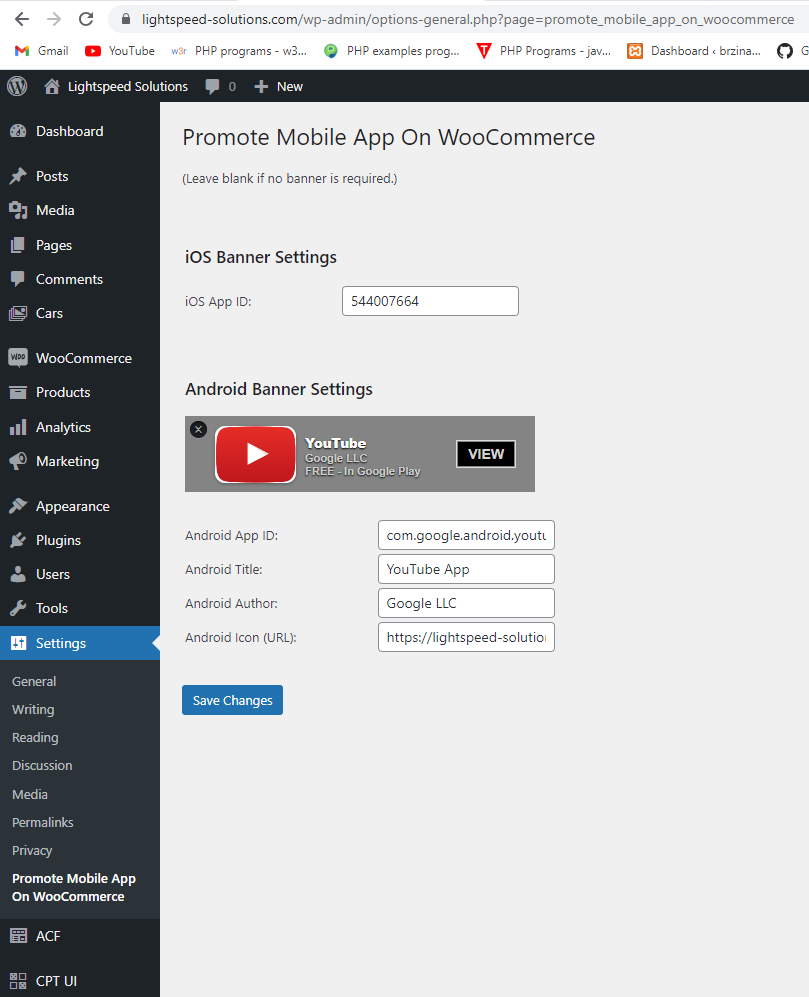 lightspeed-solutions.com/wp-admin/options-general.php?page=promote_mobile_app_on_woocommerce
Gmail YouTube w3r PHP programs - w3... PHP examples prog... PHP Programs - jav... Dashboard ‹ brzina... G
Lightspeed Solutions 0 New
Dashboard
Posts
Media
Pages
Comments
Cars
WOO WooCommerce
Products
Analytics
Marketing
Appearance
Plugins
Users
Tools
Settings
General
Writing
Reading
Discussion
Media
Permalinks
Privacy
Promote Mobile App
On WooCommerce
ACF
CPT UI
Promote Mobile App On WooCommerce
(Leave blank if no banner is required.)
iOS Banner Settings
iOS App ID: 544007664
Android Banner Settings
YouTube
Google LLC
FREE - In Google Play
VIEW
Android App ID: com.google.android.youtu
Android Title: YouTube App
Android Author: Google LLC
Android Icon (URL): https://lightspeed-solution
Save Changes